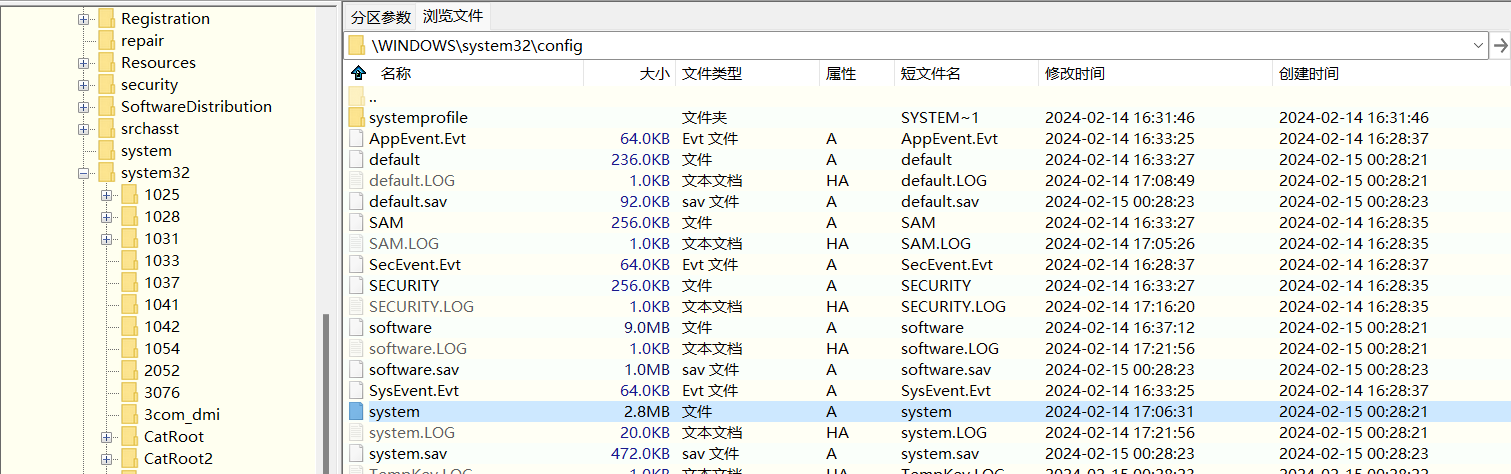 Registration
repair
Resources
security
SoftwareDistribution
srchasst
system
system32
1025
1028
1031
1033
1037
1041
1042
1054
2052
3076
3com_dmi
CatRoot
CatRoot2
分区参数 浏览文件
\WINDOWS\system32\config
名称 大小 文件类型 属性 短文件名 修改时间 创建时间
..
systemprofile 文件夹 SYSTEM~1 2024-02-14 16:31:46 2024-02-14 16:31:46
AppEvent.Evt 64.0KB Evt 文件 A AppEvent.Evt 2024-02-14 16:33:25 2024-02-14 16:28:37
default 236.0KB 文件 A default 2024-02-14 16:33:27 2024-02-15 00:28:21
default.LOG 1.0KB 文本文档 HA default.LOG 2024-02-14 17:08:49 2024-02-15 00:28:21
default.sav 92.0KB sav 文件 A default.sav 2024-02-15 00:28:23 2024-02-15 00:28:23
SAM 256.0KB 文件 A SAM 2024-02-14 16:33:27 2024-02-14 16:28:35
SAM.LOG 1.0KB 文本文档 HA SAM.LOG 2024-02-14 17:05:26 2024-02-14 16:28:35
SecEvent.Evt 64.0KB Evt 文件 A SecEvent.Evt 2024-02-14 16:28:37 2024-02-14 16:28:37
SECURITY 256.0KB 文件 A SECURITY 2024-02-14 16:33:27 2024-02-14 16:28:35
SECURITY.LOG 1.0KB 文本文档 HA SECURITY.LOG 2024-02-14 17:16:20 2024-02-14 16:28:35
software 9.0MB 文件 A software 2024-02-14 16:37:12 2024-02-15 00:28:21
software.LOG 1.0KB 文本文档 HA software.LOG 2024-02-14 17:21:56 2024-02-15 00:28:21
software.sav 1.0MB sav 文件 A software.sav 2024-02-15 00:28:23 2024-02-15 00:28:23
SysEvent.Evt 64.0KB Evt 文件 A SysEvent.Evt 2024-02-14 16:33:25 2024-02-14 16:28:37
system 2.8MB 文件 A system 2024-02-14 17:06:31 2024-02-15 00:28:21
system.LOG 20.0KB 文本文档 HA system.LOG 2024-02-14 17:21:56 2024-02-15 00:28:21
system.sav 472.0KB sav 文件 A system.sav 2024-02-15 00:28:23 2024-02-15 00:28:23